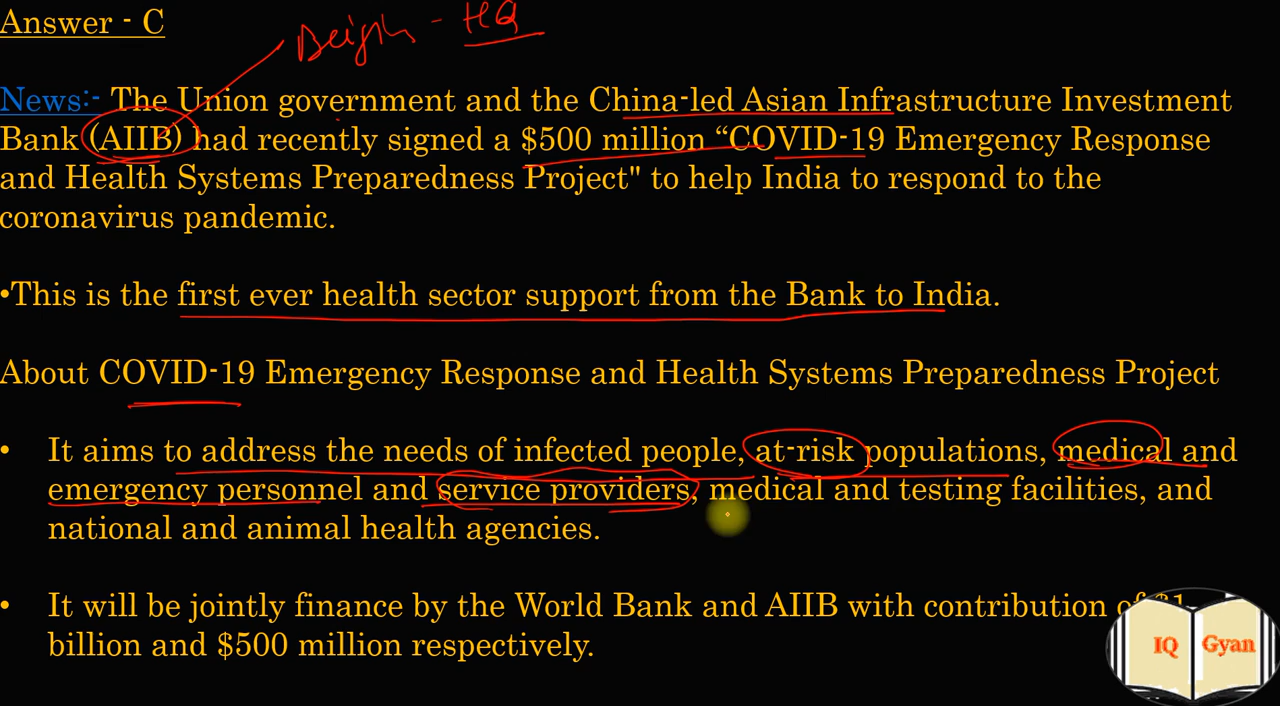 Answer - C
Beigih - HQ
News:- The Union government and the China-led Asian Infrastructure Investment
Bank (AIIB) had recently signed a $500 million “COVID-19 Emergency Response
and Health Systems Preparedness Project" to help India to respond to the
coronavirus pandemic.
•This is the first ever health sector support from the Bank to India.
About COVID-19 Emergency Response and Health Systems Preparedness Project
• It aims to address the needs of infected people, at-risk populations, medical and
emergency personnel and service providers, medical and testing facilities, and
national and animal health agencies.
• It will be jointly finance by the World Bank and AIIB with contribution of $1
billion and $500 million respectively.
IQ Gyan